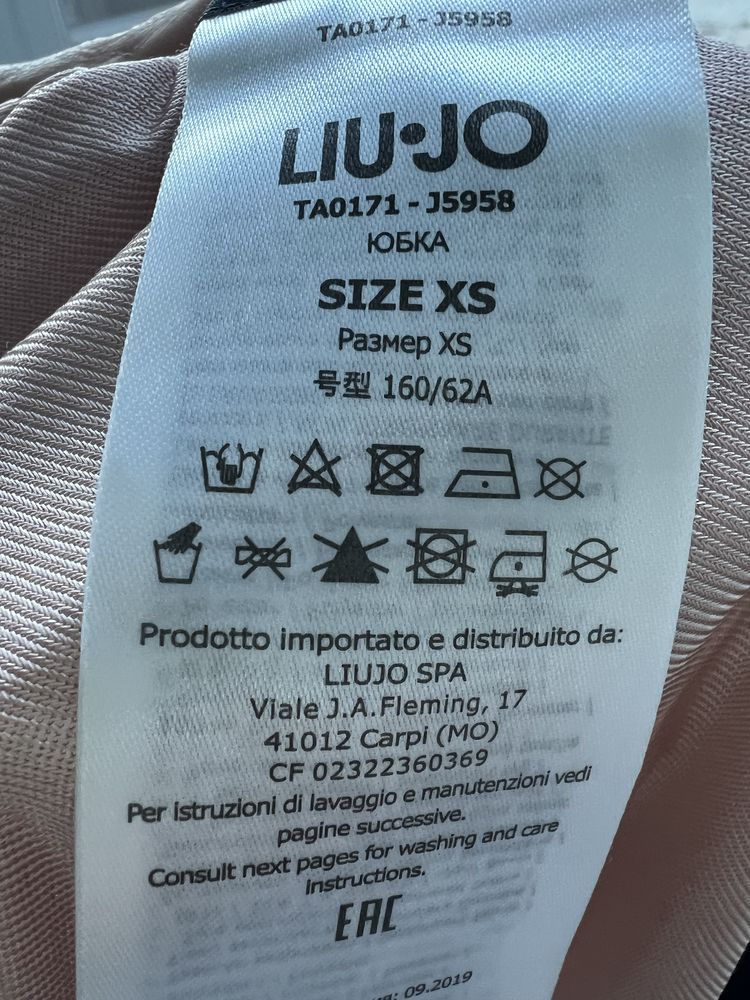 TA0171 - J5958
LIU·JO
TA0171 - J5958
ЮБКА
SIZE XS
Размер XS
号型 160/62A
Prodotto importato e distribuito da:
LIUJO SPA
Viale J.A.Fleming, 17
41012 Carpi (MO)
CF 02322360369
Per istruzioni di lavaggio e manutenzioni vedi
pagine successive.
Consult next pages for washing and care
instructions.
EAC
09.2019